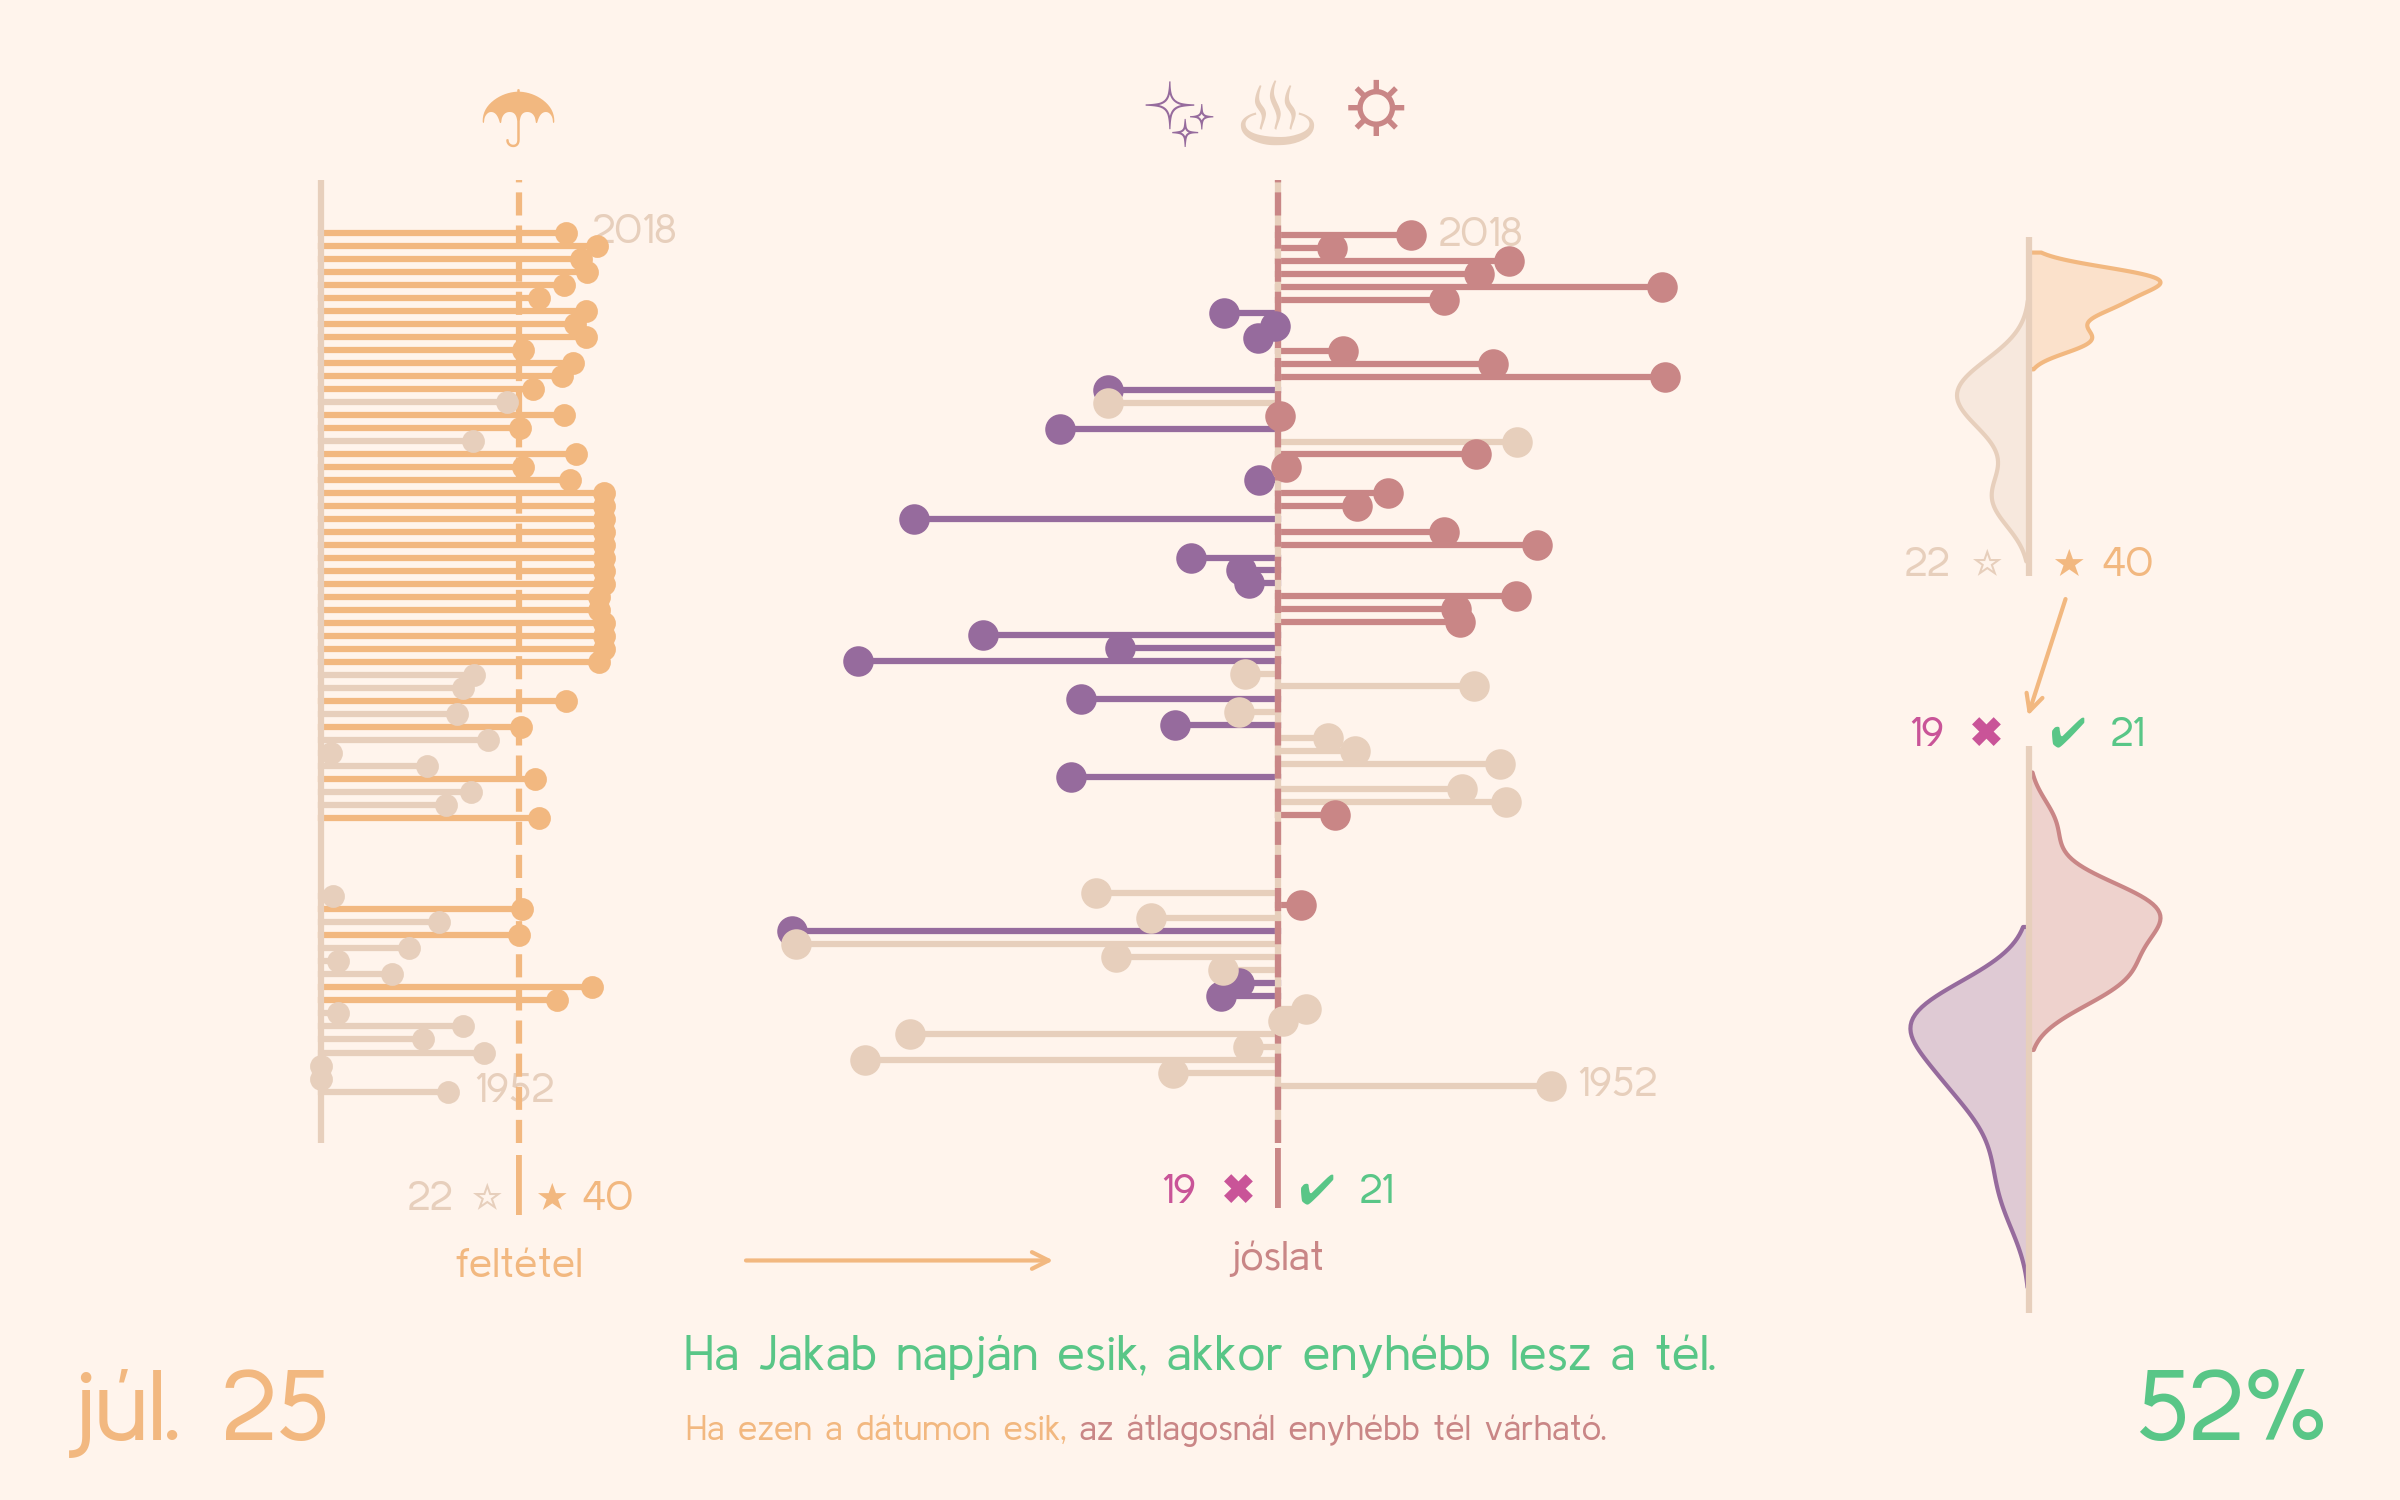 2018
2018
22 ☆ ★ 40
19 ✖ ✔ 21
1952
1952
22 ☆ ★ 40
19 ✖ ✔ 21
feltétel
jóslat
Ha Jakab napján esik, akkor enyhébb lesz a tél.
júl. 25
52%
Ha ezen a dátumon esik, az átlagosnál enyhébb tél várható.